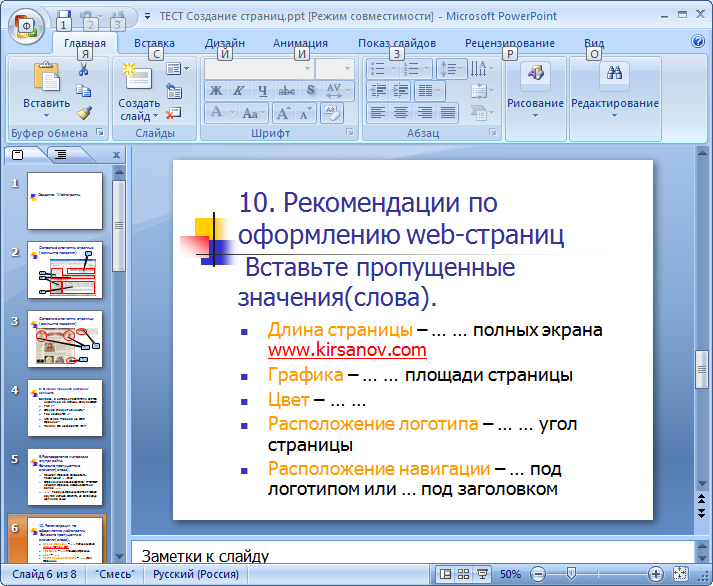 ТЕСТ Создание страниц.ppt [Режим совместимости] - Microsoft PowerPoint
1 2 3
Главная Вставка Дизайн Анимация Показ слайдов Рецензирование Вид
Я С Й И З Р О
Вставить
Создать
слайд
Ж К Ч abc S AV
A Aa A A
Рисование
Редактирование
Буфер обмена Слайды Шрифт Абзац
1
2
3
4
5
6
10. Рекомендации по
оформлению web-страниц
Вставьте пропущенные
значения(слова).
Длина страницы – … … полных экрана
www.kirsanov.com
Графика – … … площади страницы
Цвет – … …
Расположение логотипа – … … угол
страницы
Расположение навигации – … под
логотипом или … под заголовком
Заметки к слайду
Слайд 6 из 8 "Смесь" Русский (Россия) 50%